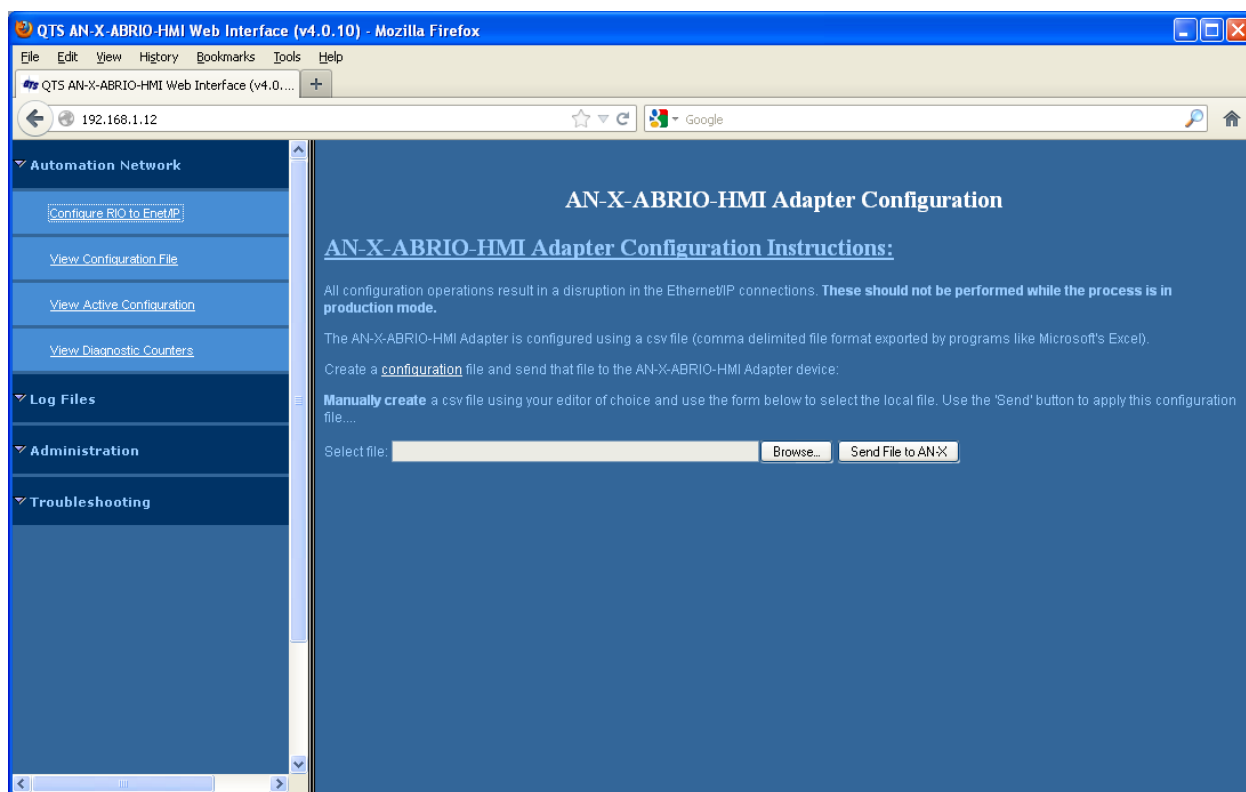 QTS AN-X-ABRIO-HMI Web Interface (v4.0.10) - Mozilla Firefox
File Edit View History Bookmarks Tools Help
QTS AN-X-ABRIO-HMI Web Interface (v4.0.... +
192.168.1.12 Google
Automation Network
Configure RIO to Enet/IP
View Configuration File
View Active Configuration
View Diagnostic Counters
Log Files
Administration
Troubleshooting
AN-X-ABRIO-HMI Adapter Configuration
AN-X-ABRIO-HMI Adapter Configuration Instructions:
All configuration operations result in a disruption in the Ethernet/IP connections. These should not be performed while the process is in
production mode.
The AN-X-ABRIO-HMI Adapter is configured using a csv file (comma delimited file format exported by programs like Microsoft's Excel).
Create a configuration file and send that file to the AN-X-ABRIO-HMI Adapter device:
Manually create a csv file using your editor of choice and use the form below to select the local file. Use the 'Send' button to apply this configuration
file....
Select file: Browse... Send File to AN-X